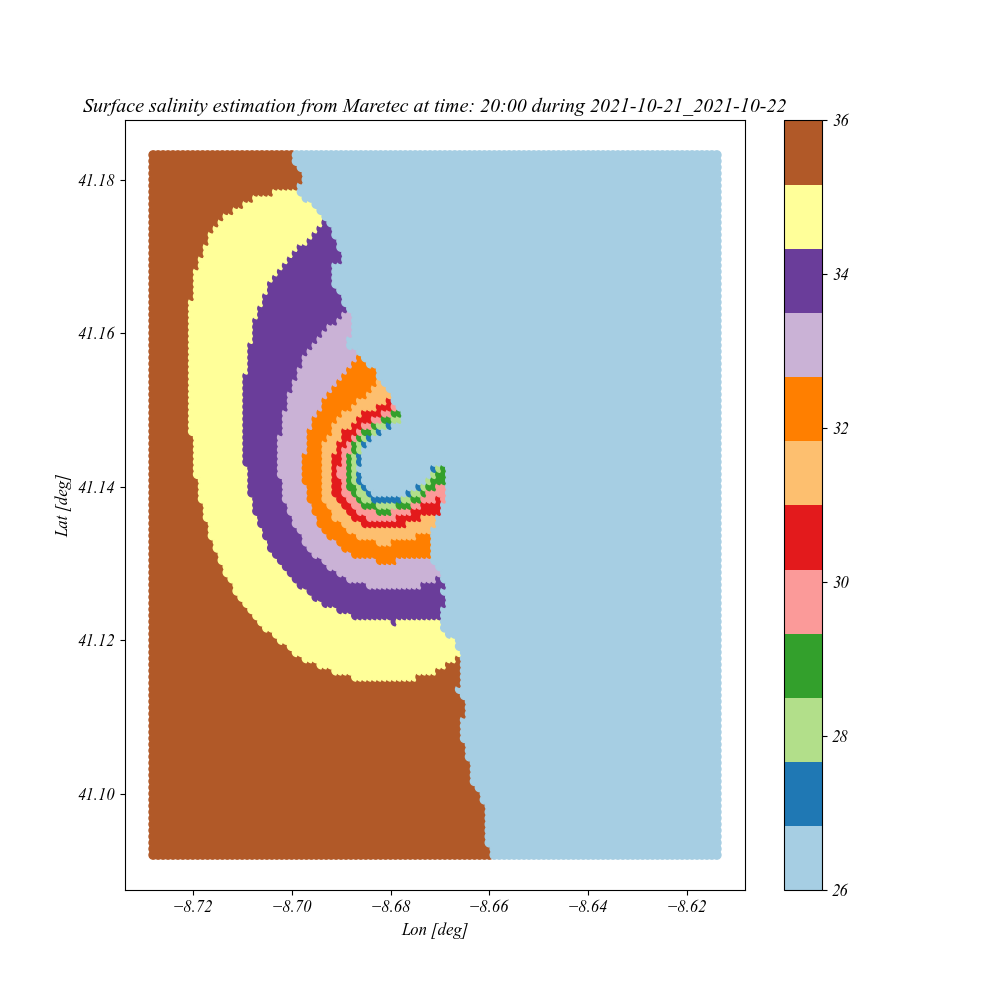 Surface salinity estimation from Maretec at time: 20:00 during 2021-10-21_2021-10-22
36
41.18
34
41.16
32
41.14
Lat [deg]
30
41.12
28
41.10
26
−8.72 −8.70 −8.68 −8.66 −8.64 −8.62
Lon [deg]